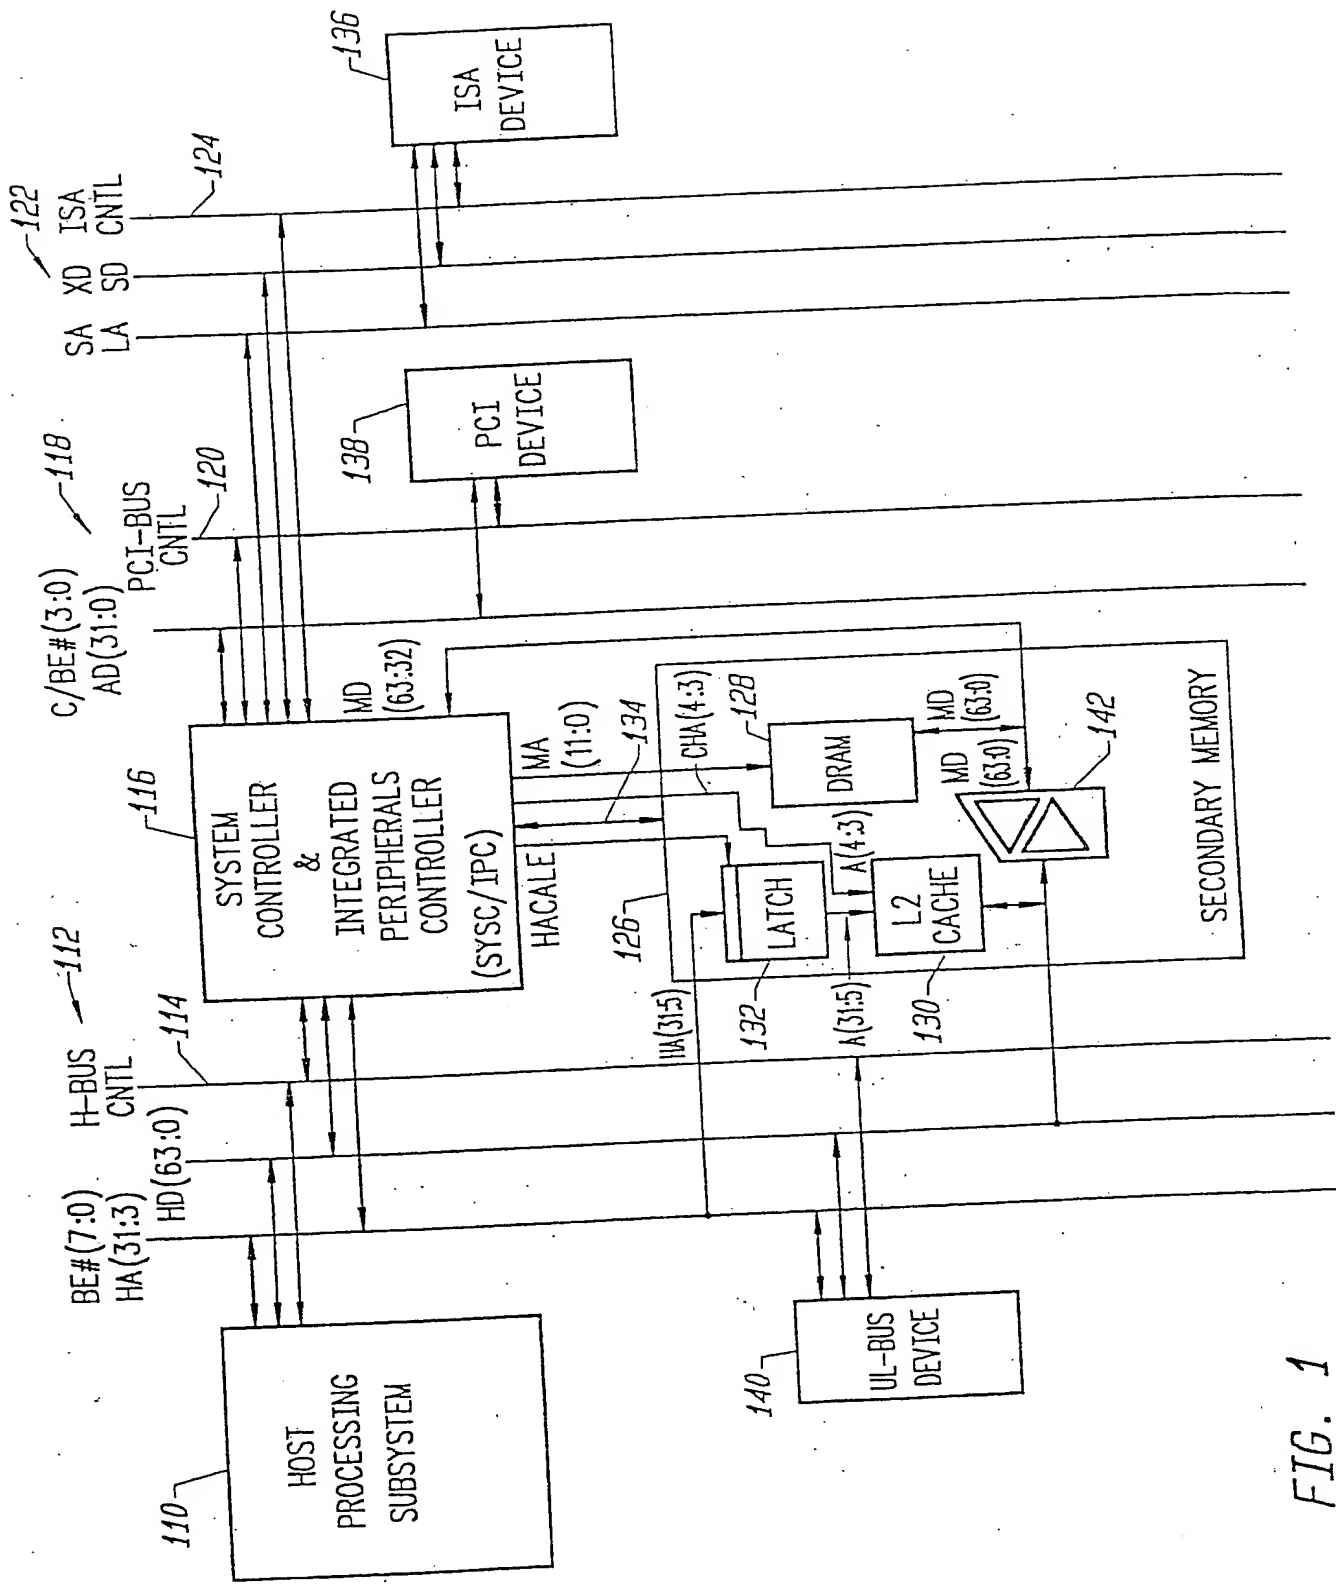 BE#(7:0)
HA(31:3)
HD(63:0)
H-BUS
CNTL
112
114
C/BE#(3:0)
AD(31:0)
PCI-BUS
CNTL
118
120
SA
LA
XD
SD
122
ISA
CNTL
124
110
HOST
PROCESSING
SUBSYSTEM
116
SYSTEM
CONTROLLER
&
INTEGRATED
PERIPHERALS
CONTROLLER
(SYSC/IPC)
MD
(63:32)
138
PCI
DEVICE
136
ISA
DEVICE
HACALE
MA
(11:0)
134
CHA(4:3)
128
126
HA(31:5)
LATCH
132
A(31:5)
A(4:3)
L2
CACHE
130
DRAM
MD
(63:0)
MD
(63:0)
142
SECONDARY MEMORY
140
UL-BUS
DEVICE
FIG. 1